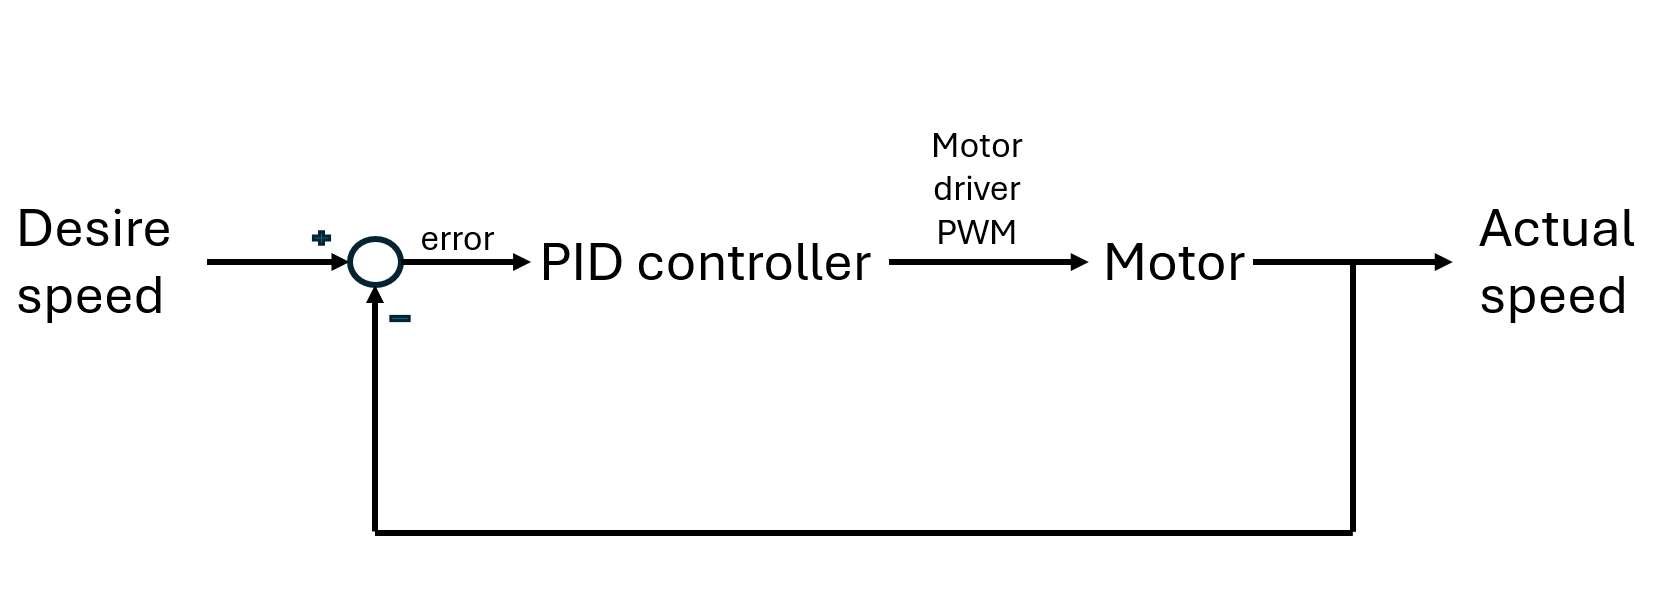 Desire
speed
+
error
−
PID controller
Motor
driver
PWM
Motor
Actual
speed